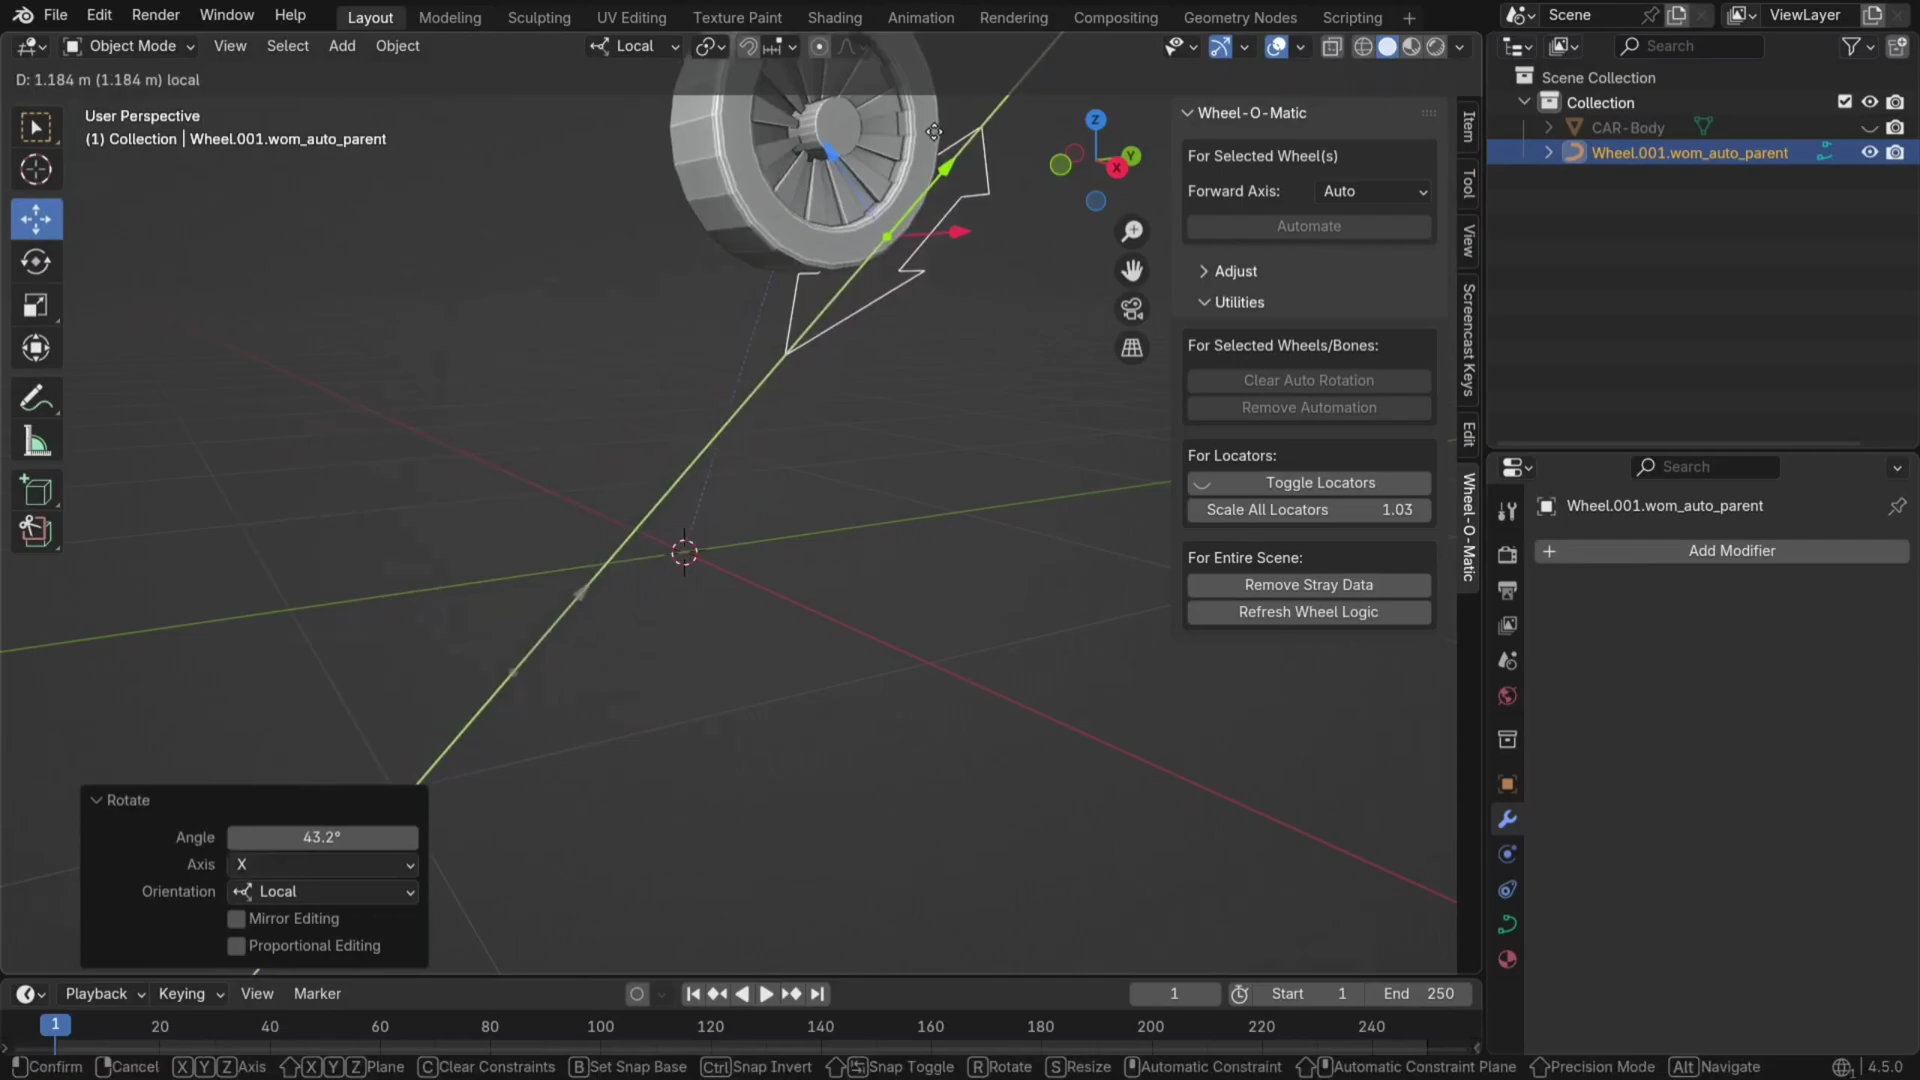 File Edit Render Window Help
Layout Modeling Sculpting UV Editing Texture Paint Shading Animation Rendering Compositing Geometry Nodes Scripting
Scene ViewLayer
Object Mode View Select Add Object
Local
Search
D: 1.184 m (1.184 m) local
User Perspective
(1) Collection | Wheel.001.wom_auto_parent
Z
Y
X
Wheel-O-Matic
For Selected Wheel(s)
Forward Axis: Auto
Automate
Adjust
Utilities
For Selected Wheels/Bones:
Clear Auto Rotation
Remove Automation
For Locators:
Toggle Locators
Scale All Locators 1.03
For Entire Scene:
Remove Stray Data
Refresh Wheel Logic
Item
Tool
View
Screencast Keys
Edit
Wheel-O-Matic
Scene Collection
Collection
CAR-Body
Wheel.001.wom_auto_parent
Search
Wheel.001.wom_auto_parent
Add Modifier
Rotate
Angle 43.2°
Axis X
Orientation Local
Mirror Editing
Proportional Editing
Playback Keying View Marker
1 Start 1 End 250
1 20 40 60 80 100 120 140 160 180 200 220 240
Confirm Cancel X Y Z Axis X Y Z Plane C Clear Constraints B Set Snap Base Ctrl Snap Invert Snap Toggle R Rotate S Resize Automatic Constraint Automatic Constraint Plane Precision Mode Alt Navigate 4.5.0